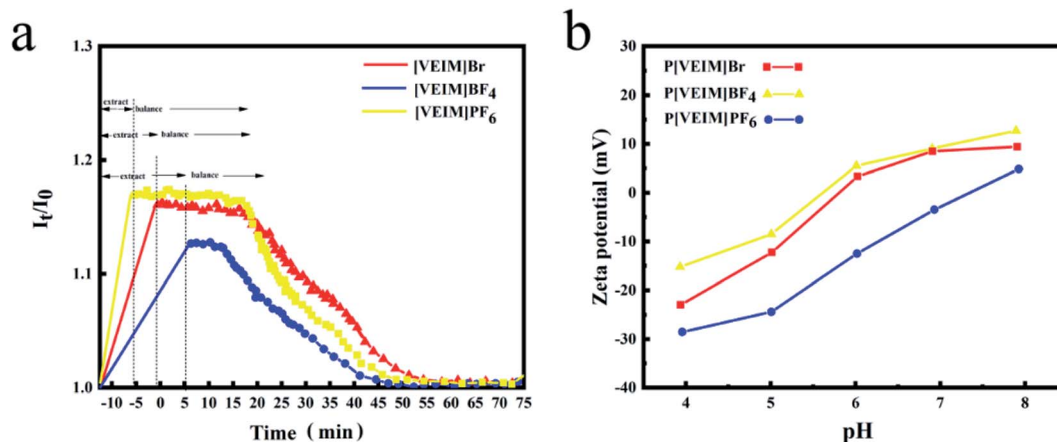 a
1.3
1.2
1.1
1.0
It/I0
-10 -5 0 5 10 15 20 25 30 35 40 45 50 55 60 65 70 75
Time ( min )
[VEIM]Br
[VEIM]BF4
[VEIM]PF6
extract balance
extract balance
extract balance
b
30
20
10
0
-10
-20
-30
-40
Zeta potential (mV)
4 5 6 7 8
pH
P[VEIM]Br
P[VEIM]BF4
P[VEIM]PF6